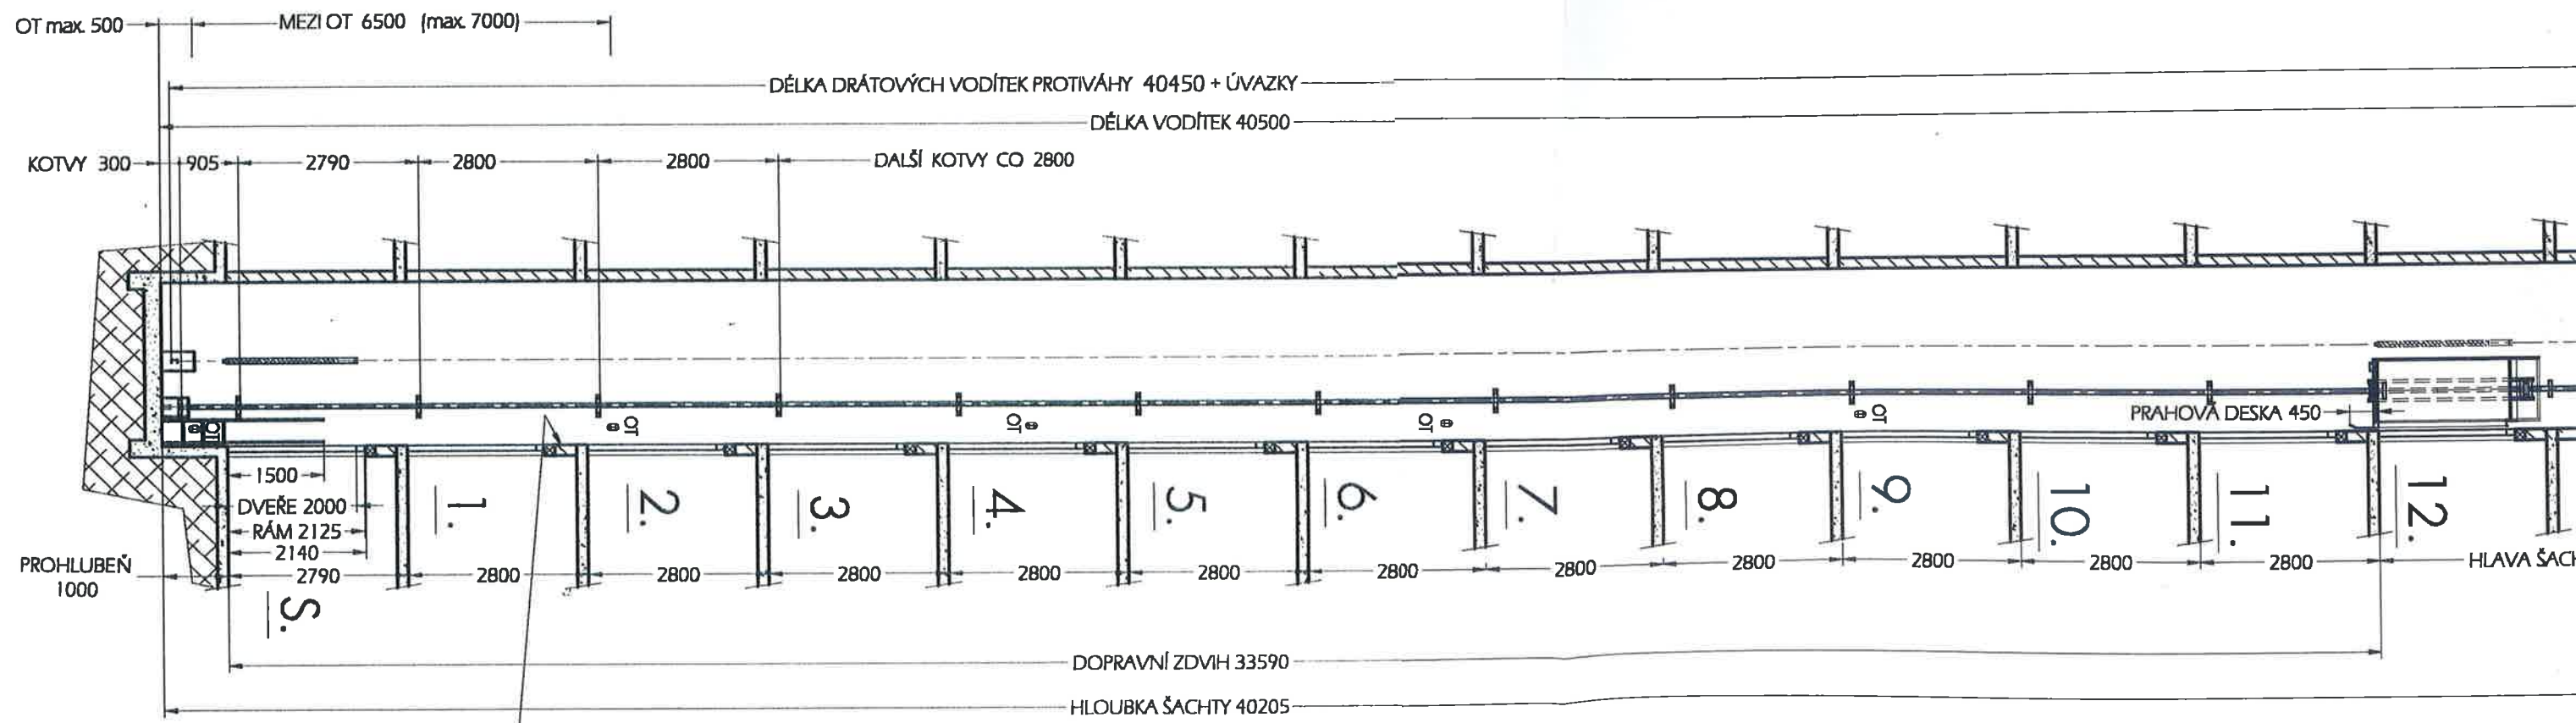 OT max. 500
MEZI OT 6500 (max. 7000)
DÉLKA DRÁTOVÝCH VODÍTEK PROTIVÁHY 40450 + ÚVAZKY
DÉLKA VODÍTEK 40500
KOTVY 300 905 2790 2800 2800 DALŠÍ KOTVY CO 2800
OT OT OT OT OT
PRAHOVÁ DESKA 450
1500
DVEŘE 2000
RÁM 2125
2140
1. 2. 3. 4. 5. 6. 7. 8. 9. 10. 11. 12.
PROHLUBEŇ
1000
2790 2800 2800 2800 2800 2800 2800 2800 2800 2800 2800 2800 HLAVA ŠACH
S.
DOPRAVNÍ ZDVIH 33590
HLOUBKA ŠACHTY 40205